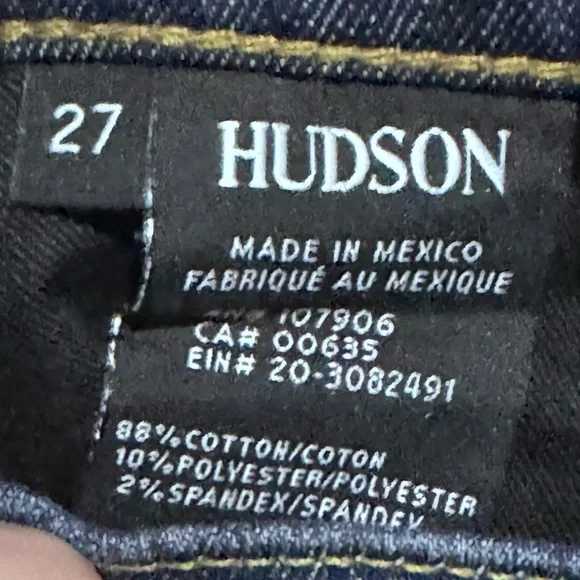 27
HUDSON
MADE IN MEXICO
FABRIQUÉ AU MEXIQUE
107906
CA# 00635
EIN# 20-3082491
88% COTTON/COTON
10% POLYESTER/POLYESTER
2% SPANDEX/SPANDEX